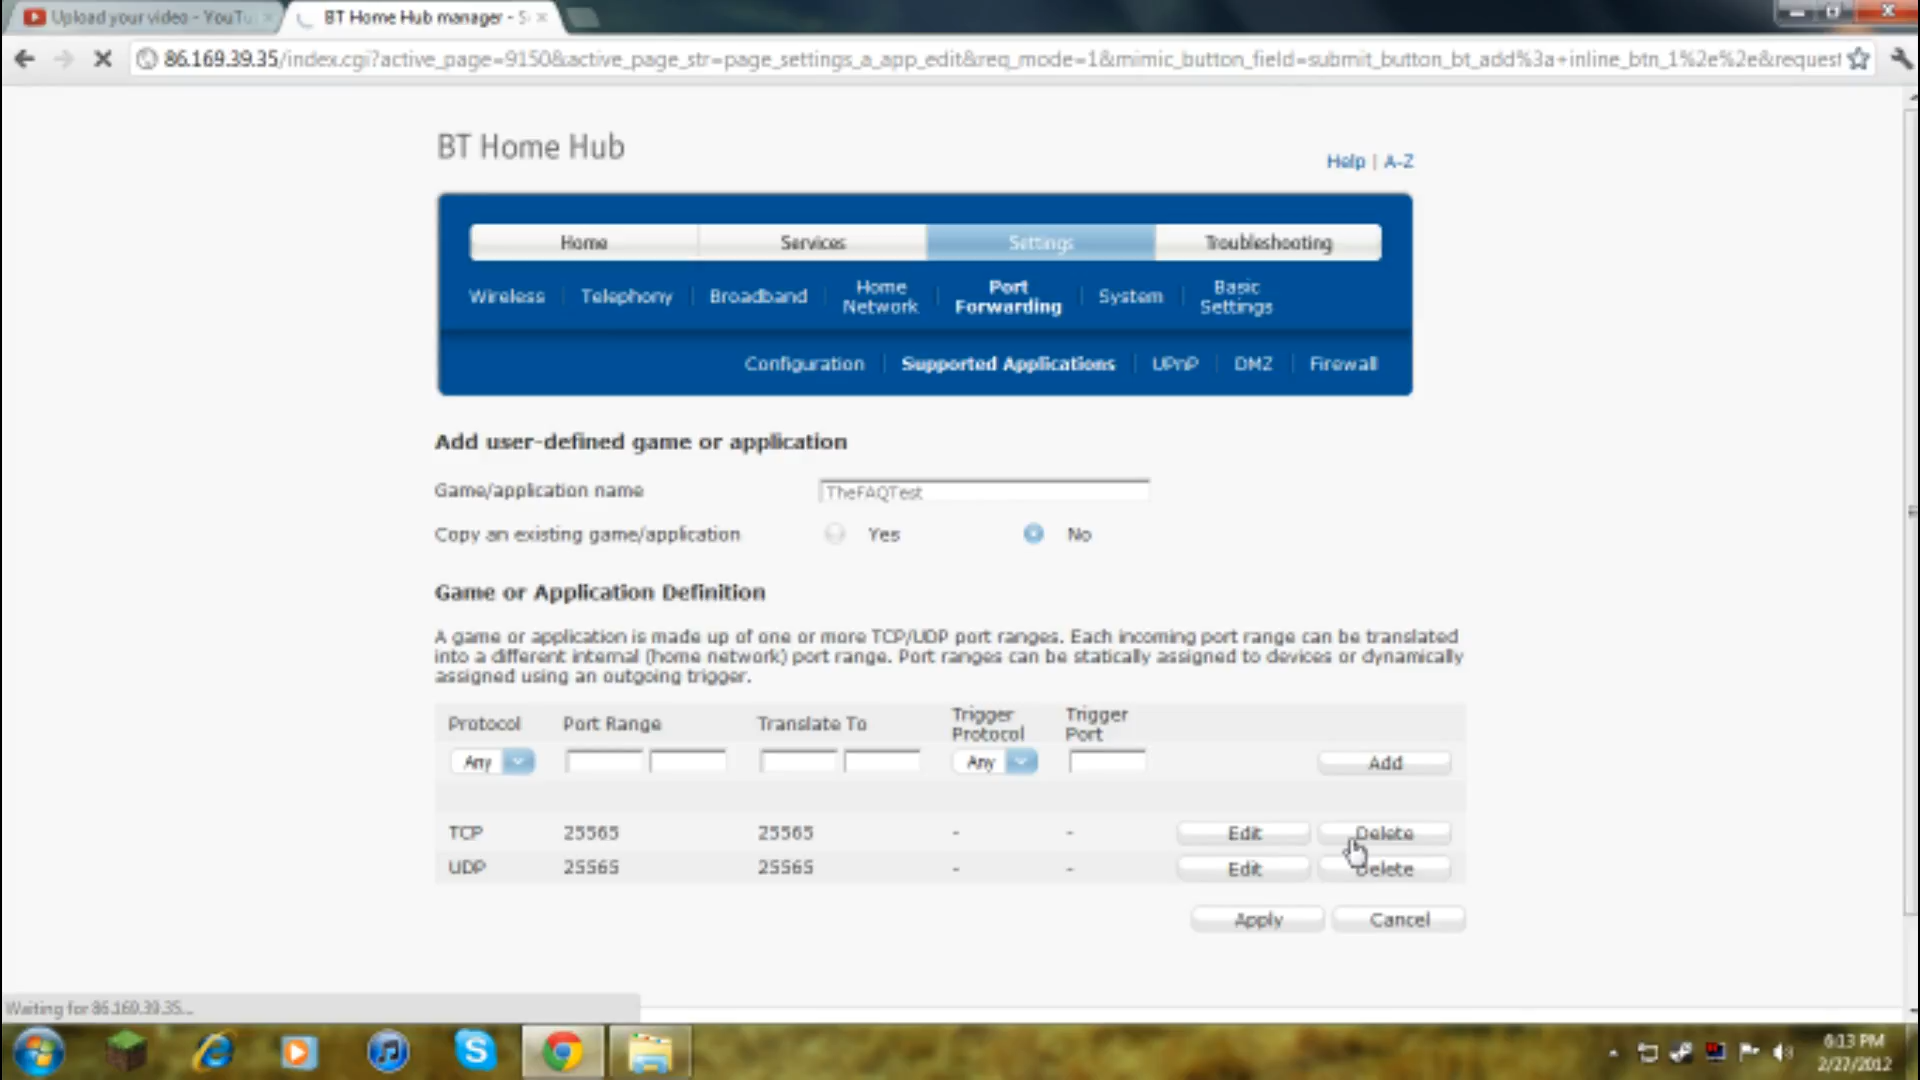 Upload your video - YouTu
BT Home Hub manager - S
86.169.39.35/index.cgi?active_page=9150&active_page_str=page_settings_a_app_edit&req_mode=1&mimic_button_field=submit_button_bt_add%3a+inline_btn_1%2e%2e&request
BT Home Hub
Help | A-Z
Home Services Settings Troubleshooting
Wireless Telephony Broadband Home Network Port Forwarding System Basic Settings
Configuration Supported Applications UPnP DMZ Firewall
Add user-defined game or application
Game/application name TheFAQTest
Copy an existing game/application Yes No
Game or Application Definition
A game or application is made up of one or more TCP/UDP port ranges. Each incoming port range can be translated
into a different internal (home network) port range. Port ranges can be statically assigned to devices or dynamically
assigned using an outgoing trigger.
Protocol Port Range Translate To Trigger Protocol Trigger Port
Any Any Add
TCP 25565 25565 - - Edit Delete
UDP 25565 25565 - - Edit Delete
Apply Cancel
Waiting for 86.169.39.35...
6:13 PM
2/27/2012